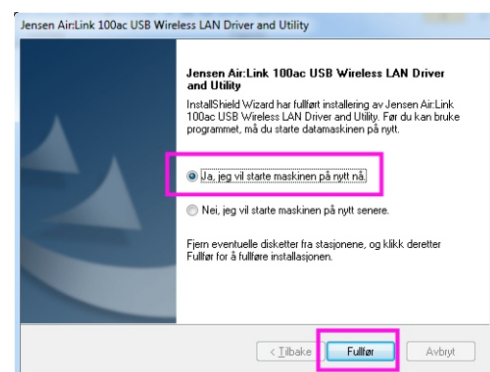 Jensen Air:Link 100ac USB Wireless LAN Driver and Utility
Jensen Air:Link 100ac USB Wireless LAN Driver
and Utility
InstallShield Wizard har fullført installering av Jensen Air:Link
100ac USB Wireless LAN Driver and Utility. Før du kan bruke
programmet, må du starte datamaskinen på nytt.
Ja, jeg vil starte maskinen på nytt nå.
Nei, jeg vil starte maskinen på nytt senere.
Fjern eventuelle disketter fra stasjonene, og klikk deretter
Fullfør for å fullføre installasjonen.
< Tilbake
Fullfør
Avbryt